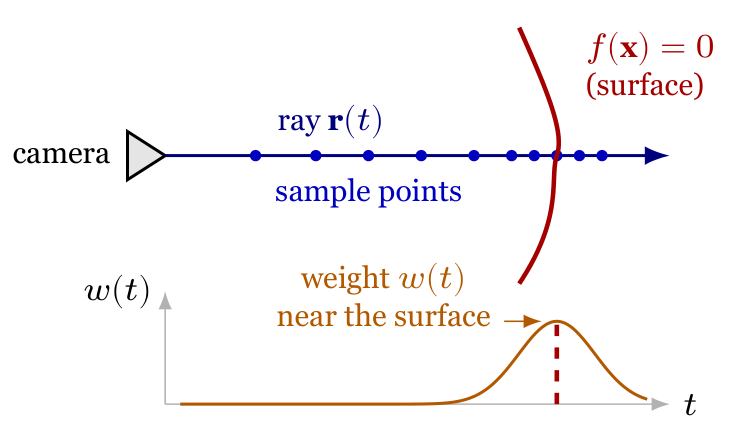 f(x) = 0
(surface)
ray r(t)
camera
sample points
weight w(t)
near the surface
w(t)
t